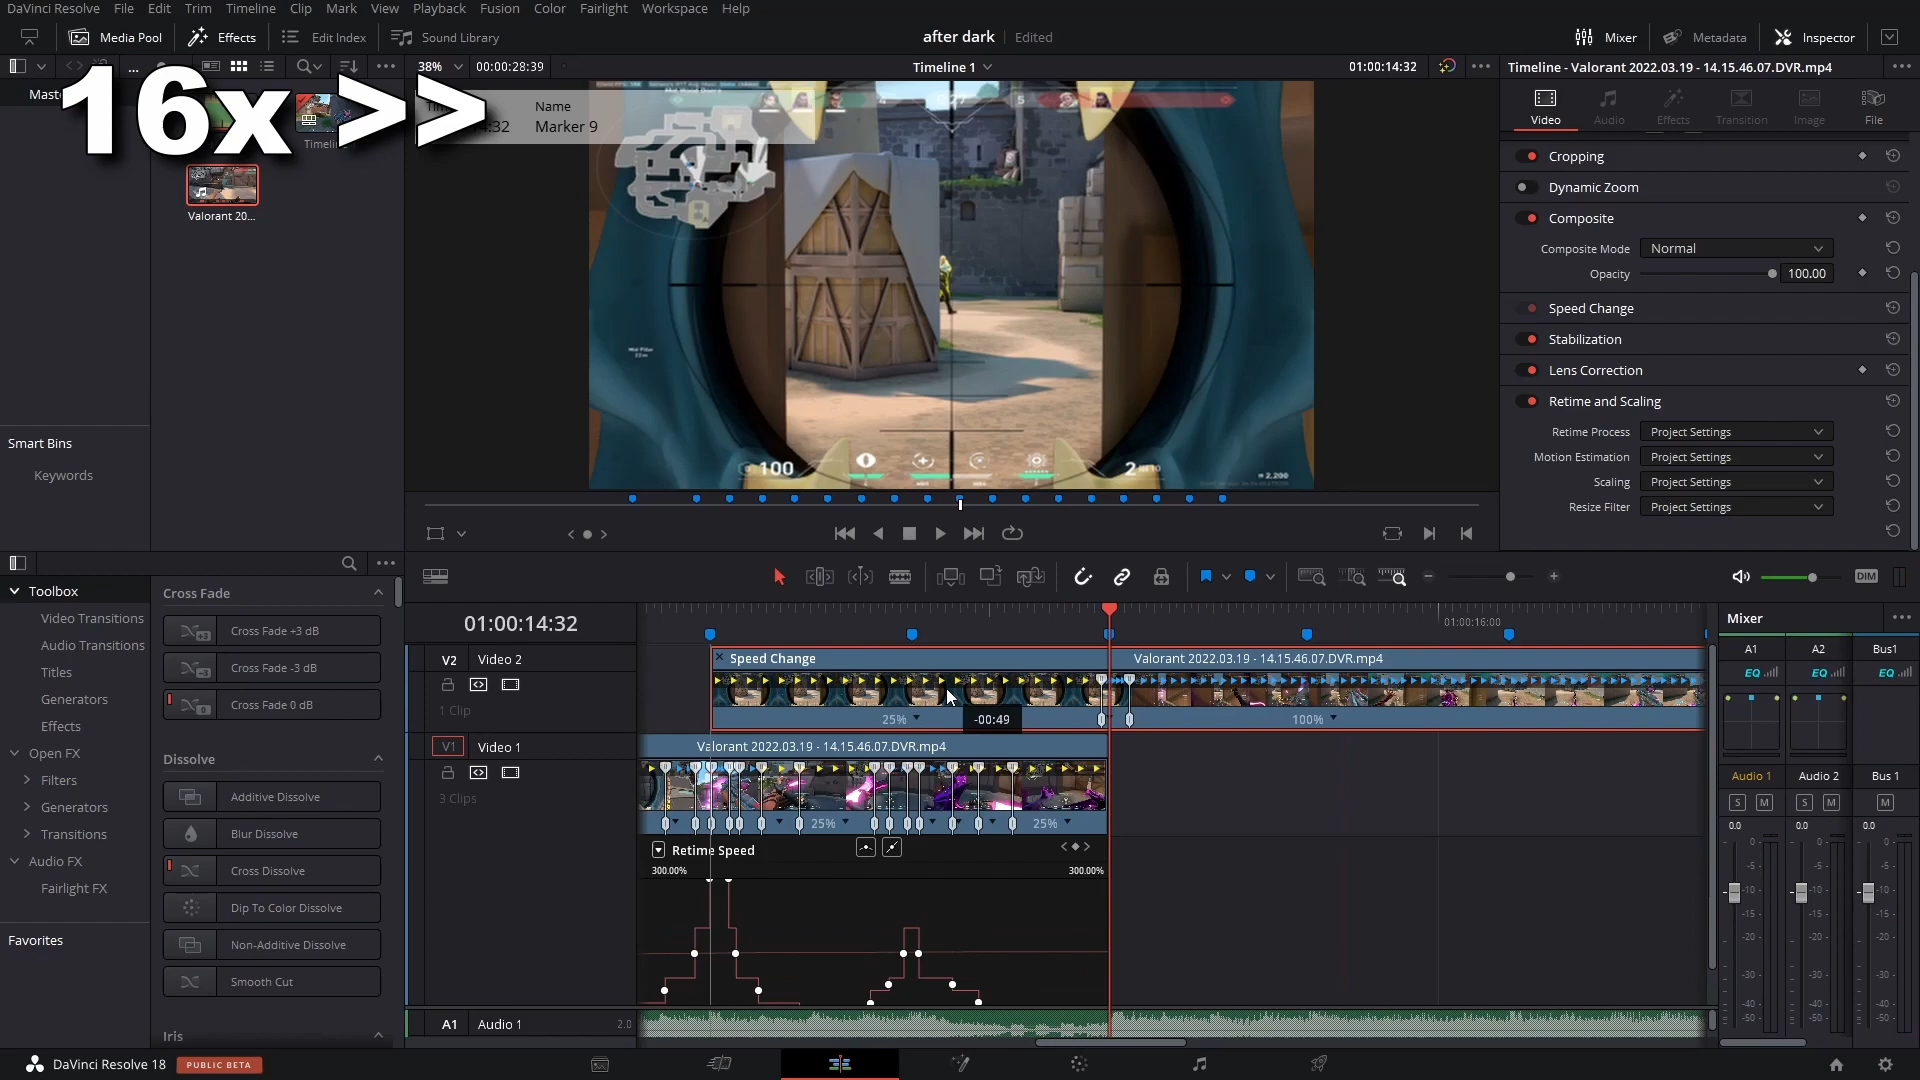 DaVinci Resolve File Edit Trim Timeline Clip Mark View Playback Fusion Color Fairlight Workspace Help
Media Pool Effects Edit Index Sound Library after dark Edited Mixer Metadata Inspector
38% 00:00:28:39 Timeline 1 01:00:14:32 Timeline - Valorant 2022.03.19 - 14.15.46.07.DVR.mp4
16x >>
Name
Marker 9
Valorant 20...
Smart Bins
Keywords
100
2
2,200
Video Audio Effects Transition Image File
Cropping
Dynamic Zoom
Composite
Composite Mode Normal
Opacity 100.00
Speed Change
Stabilization
Lens Correction
Retime and Scaling
Retime Process Project Settings
Motion Estimation Project Settings
Scaling Project Settings
Resize Filter Project Settings
Toolbox
Video Transitions
Audio Transitions
Titles
Generators
Effects
Open FX
Filters
Generators
Transitions
Audio FX
Fairlight FX
Favorites
Cross Fade
Cross Fade +3 dB
Cross Fade -3 dB
Cross Fade 0 dB
Dissolve
Additive Dissolve
Blur Dissolve
Cross Dissolve
Dip To Color Dissolve
Non-Additive Dissolve
Smooth Cut
Iris
DIM
01:00:14:32
01:00:16:00
V2 Video 2
1 Clip
Speed Change Valorant 2022.03.19 - 14.15.46.07.DVR.mp4
25% -00:49 100%
V1 Video 1
3 Clips
Valorant 2022.03.19 - 14.15.46.07.DVR.mp4
25% 25%
Retime Speed
300.00% 300.00%
A1 Audio 1 2.0
Mixer
A1 A2 Bus1
EQ EQ EQ
Audio 1 Audio 2 Bus 1
S M S M M
0.0 0.0 0.0
0 0 0
-5 -5 -5
-10 -10 -10
-15 -15 -15
-20 -20 -20
-30 -30 -30
-40 -40 -40
-50 -50 -50
DaVinci Resolve 18 PUBLIC BETA